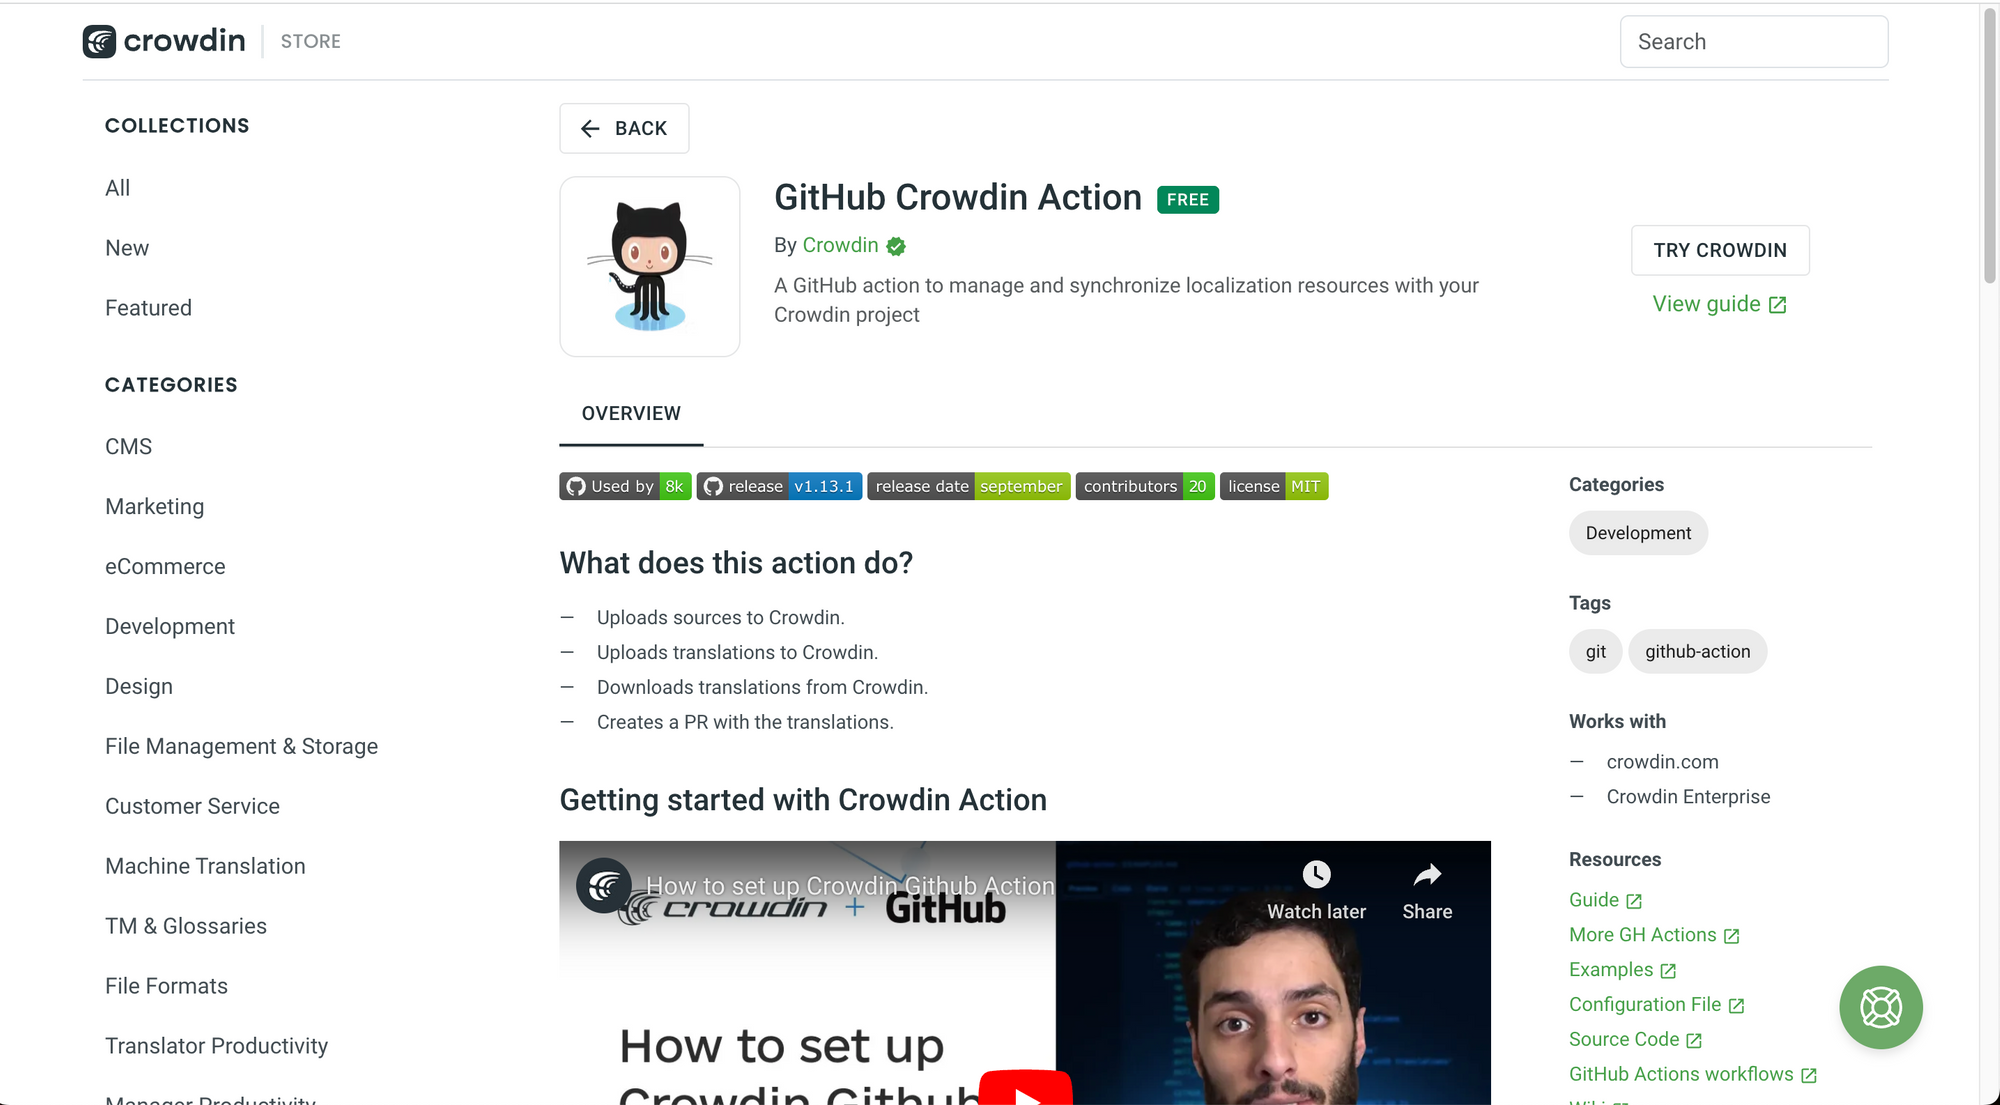 crowdin STORE
Search
COLLECTIONS
All
New
Featured
CATEGORIES
CMS
Marketing
eCommerce
Development
Design
File Management & Storage
Customer Service
Machine Translation
TM & Glossaries
File Formats
Translator Productivity
Manager Productivity
BACK
GitHub Crowdin Action FREE
By Crowdin
A GitHub action to manage and synchronize localization resources with your
Crowdin project
TRY CROWDIN
View guide
OVERVIEW
Used by 8k release v1.13.1 release date september contributors 20 license MIT
What does this action do?
— Uploads sources to Crowdin.
— Uploads translations to Crowdin.
— Downloads translations from Crowdin.
— Creates a PR with the translations.
Getting started with Crowdin Action
How to set up Crowdin Github Action
Watch later
Share
crowdin + GitHub
How to set up
Crowdin Github
Categories
Development
Tags
git github-action
Works with
— crowdin.com
— Crowdin Enterprise
Resources
Guide
More GH Actions
Examples
Configuration File
Source Code
GitHub Actions workflows
Wiki